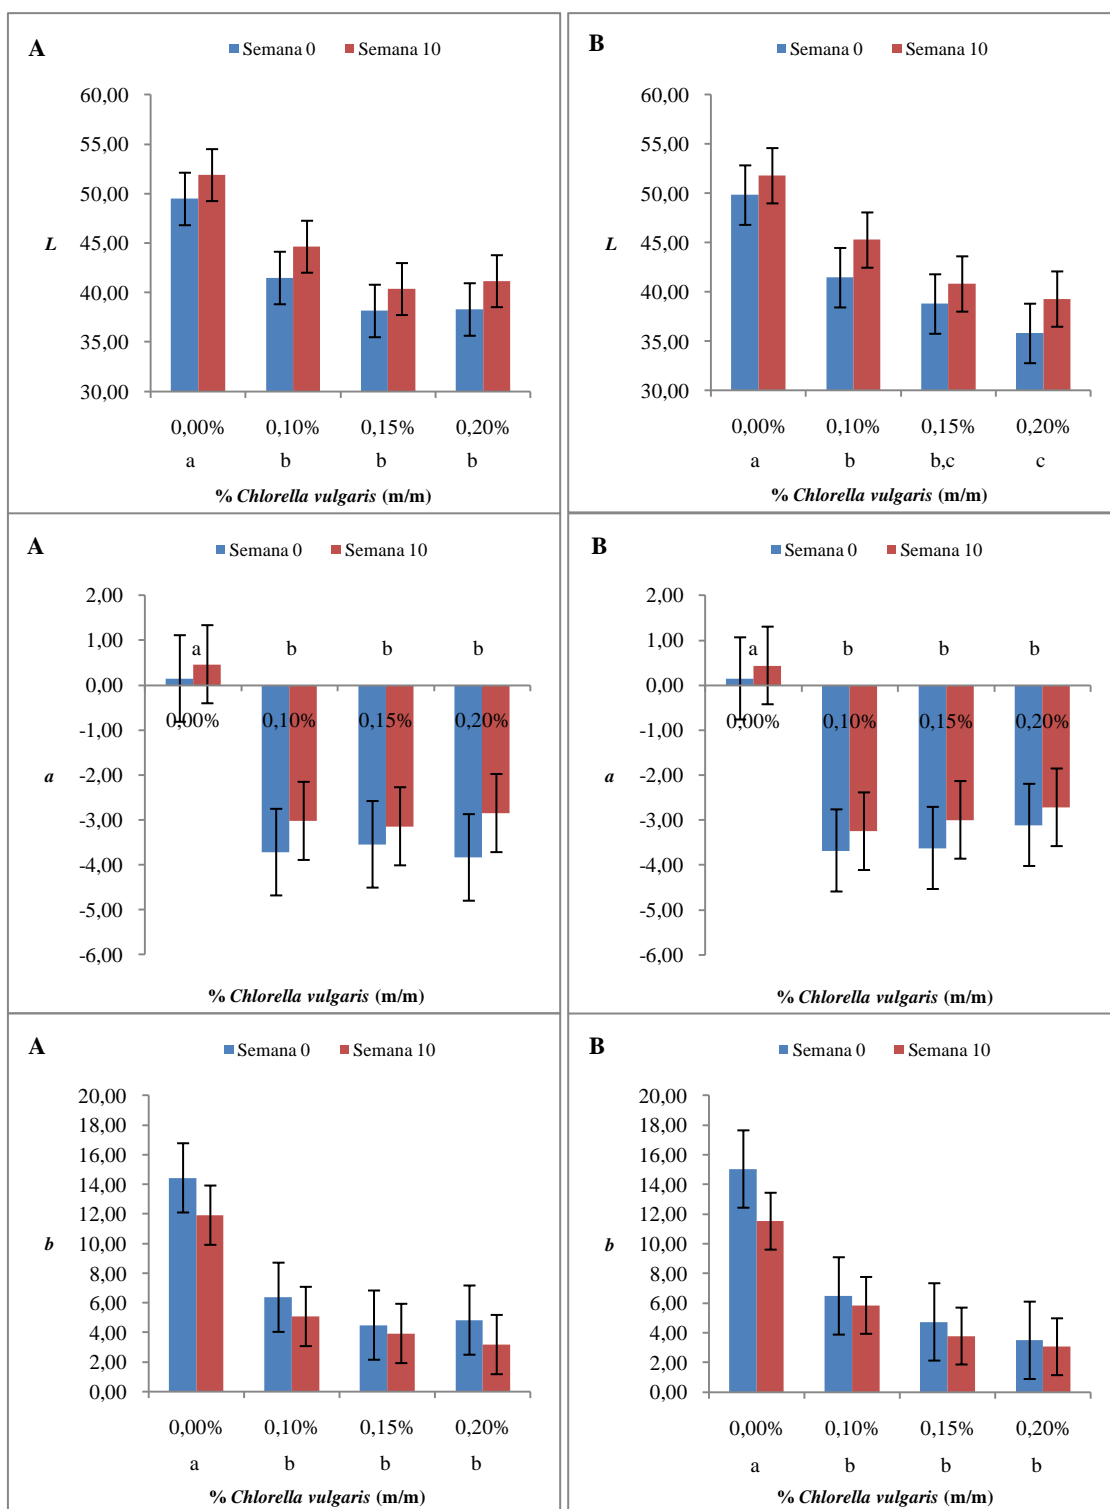 A
Semana 0 Semana 10
60,00
55,00
50,00
45,00
40,00
35,00
30,00
L
0,00% 0,10% 0,15% 0,20%
a b b b
% Chlorella vulgaris (m/m)
B
Semana 0 Semana 10
60,00
55,00
50,00
45,00
40,00
35,00
30,00
L
0,00% 0,10% 0,15% 0,20%
a b b,c c
% Chlorella vulgaris (m/m)
A
Semana 0 Semana 10
2,00
1,00
0,00
-1,00
-2,00
-3,00
-4,00
-5,00
-6,00
a
a b b b
0,00% 0,10% 0,15% 0,20%
% Chlorella vulgaris (m/m)
B
Semana 0 Semana 10
2,00
1,00
0,00
-1,00
-2,00
-3,00
-4,00
-5,00
-6,00
a
a b b b
0,00% 0,10% 0,15% 0,20%
% Chlorella vulgaris (m/m)
A
Semana 0 Semana 10
20,00
18,00
16,00
14,00
12,00
10,00
8,00
6,00
4,00
2,00
0,00
b
0,00% 0,10% 0,15% 0,20%
a b b b
% Chlorella vulgaris (m/m)
B
Semana 0 Semana 10
20,00
18,00
16,00
14,00
12,00
10,00
8,00
6,00
4,00
2,00
0,00
b
0,00% 0,10% 0,15% 0,20%
a b b b
% Chlorella vulgaris (m/m)